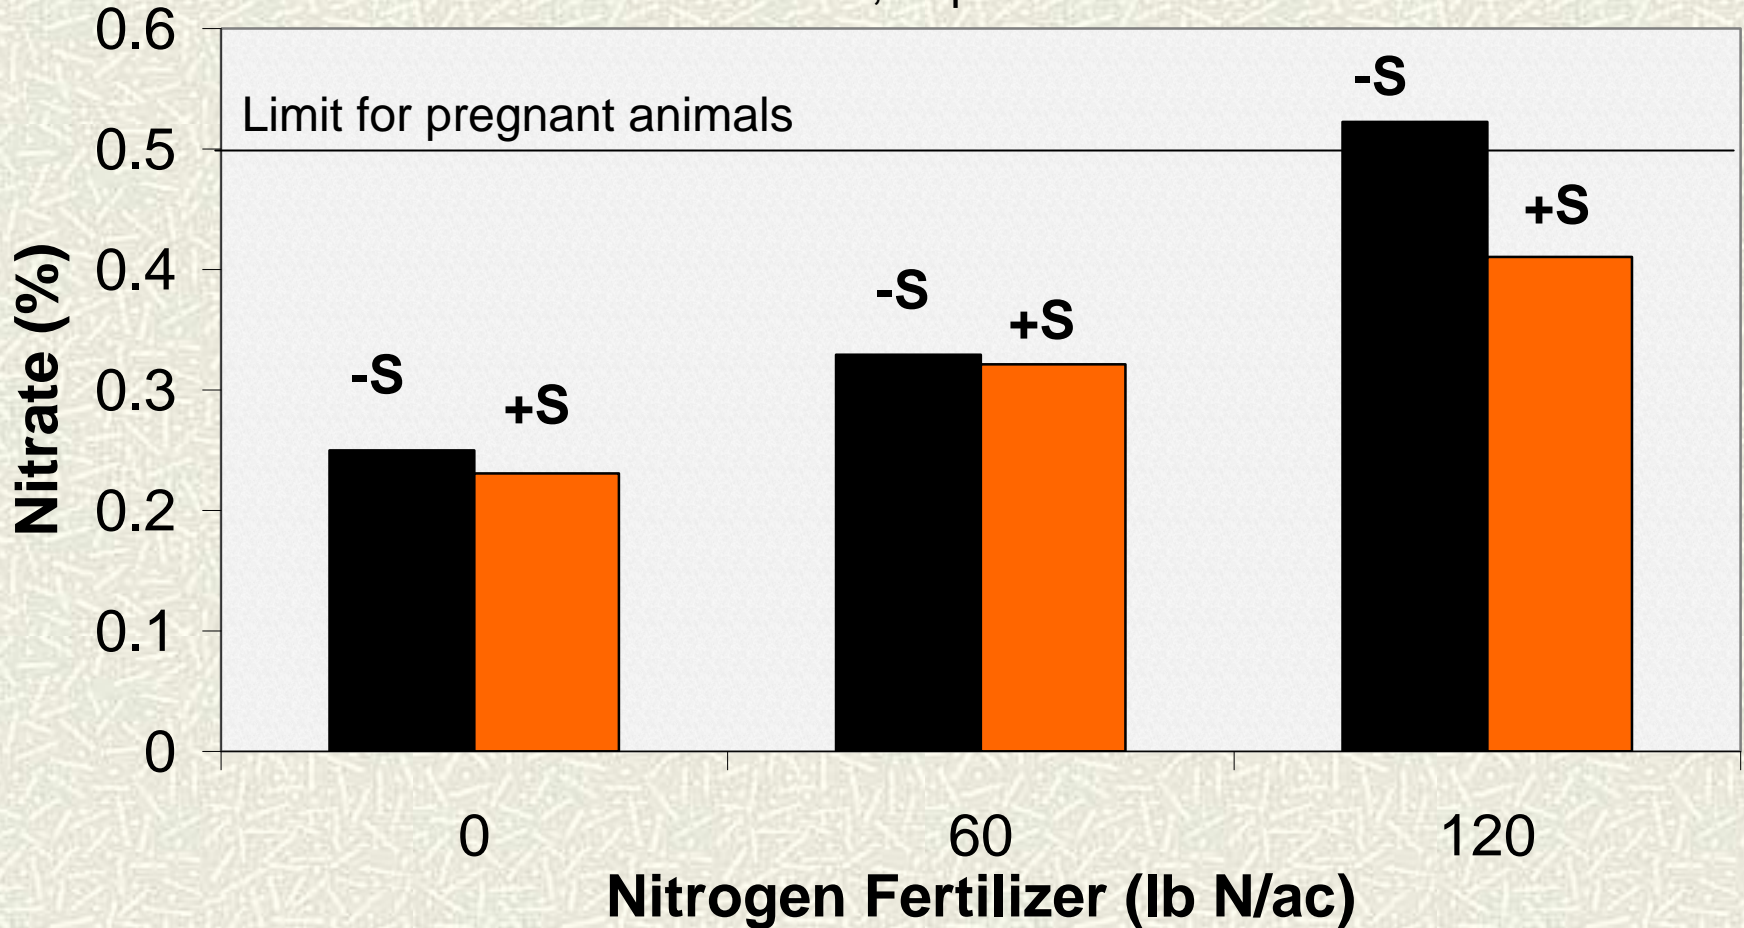 0.6
-S
Limit for pregnant animals
0.5
+S
0.4
-S
+S
-S
0.3
+S
0.2
0.1
0
Nitrate (%)
0 60 120
Nitrogen Fertilizer (lb N/ac)